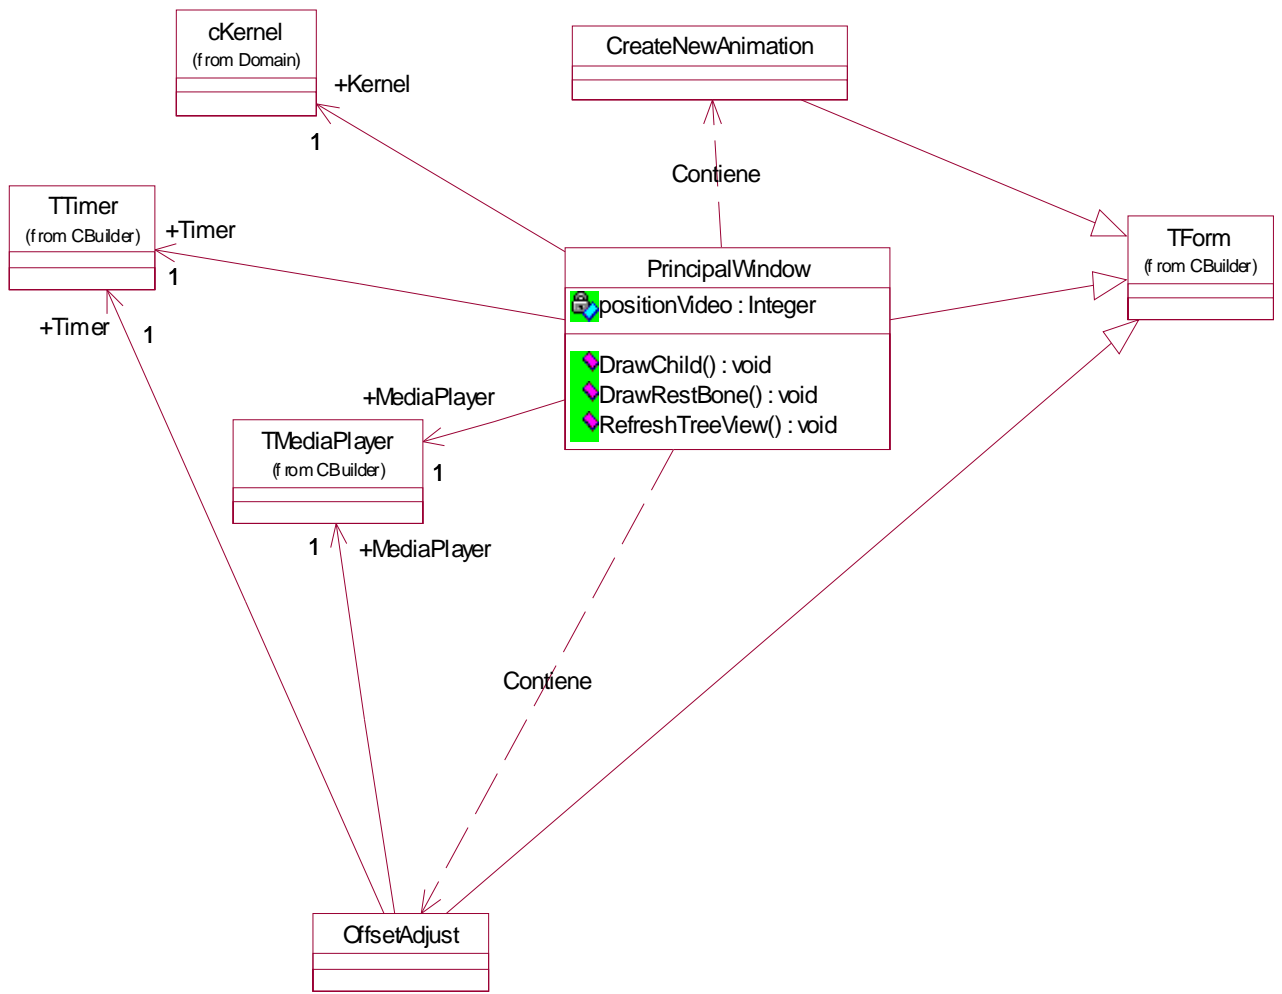 cKernel
(from Domain)
CreateNewAnimation
+Kernel
1
Contiene
TTimer
(from CBuilder)
+Timer
1
TForm
(from CBuilder)
PrincipalWindow
positionVideo : Integer
DrawChild() : void
DrawRestBone() : void
RefreshTreeView() : void
+Timer
1
+MediaPlayer
TMediaPlayer
(from CBuilder)
1
1
+MediaPlayer
Contiene
OffsetAdjust